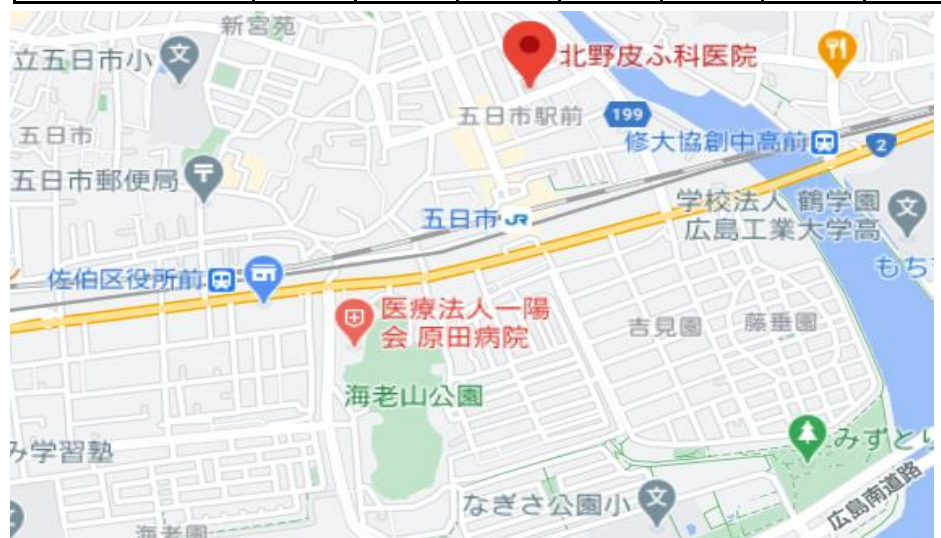 新宮苑
立五日市小
北野皮ふ科医院
五日市駅前
199
五日市
修大協創中高前
2
五日市郵便局
学校法人 鶴学園
広島工業大学高
五日市 JR
佐伯区役所前
もち
医療法人一陽
会 原田病院
吉見園
藤垂園
海老山公園
み学習塾
みずとり
なぎさ公園小
広島南道路
海老園